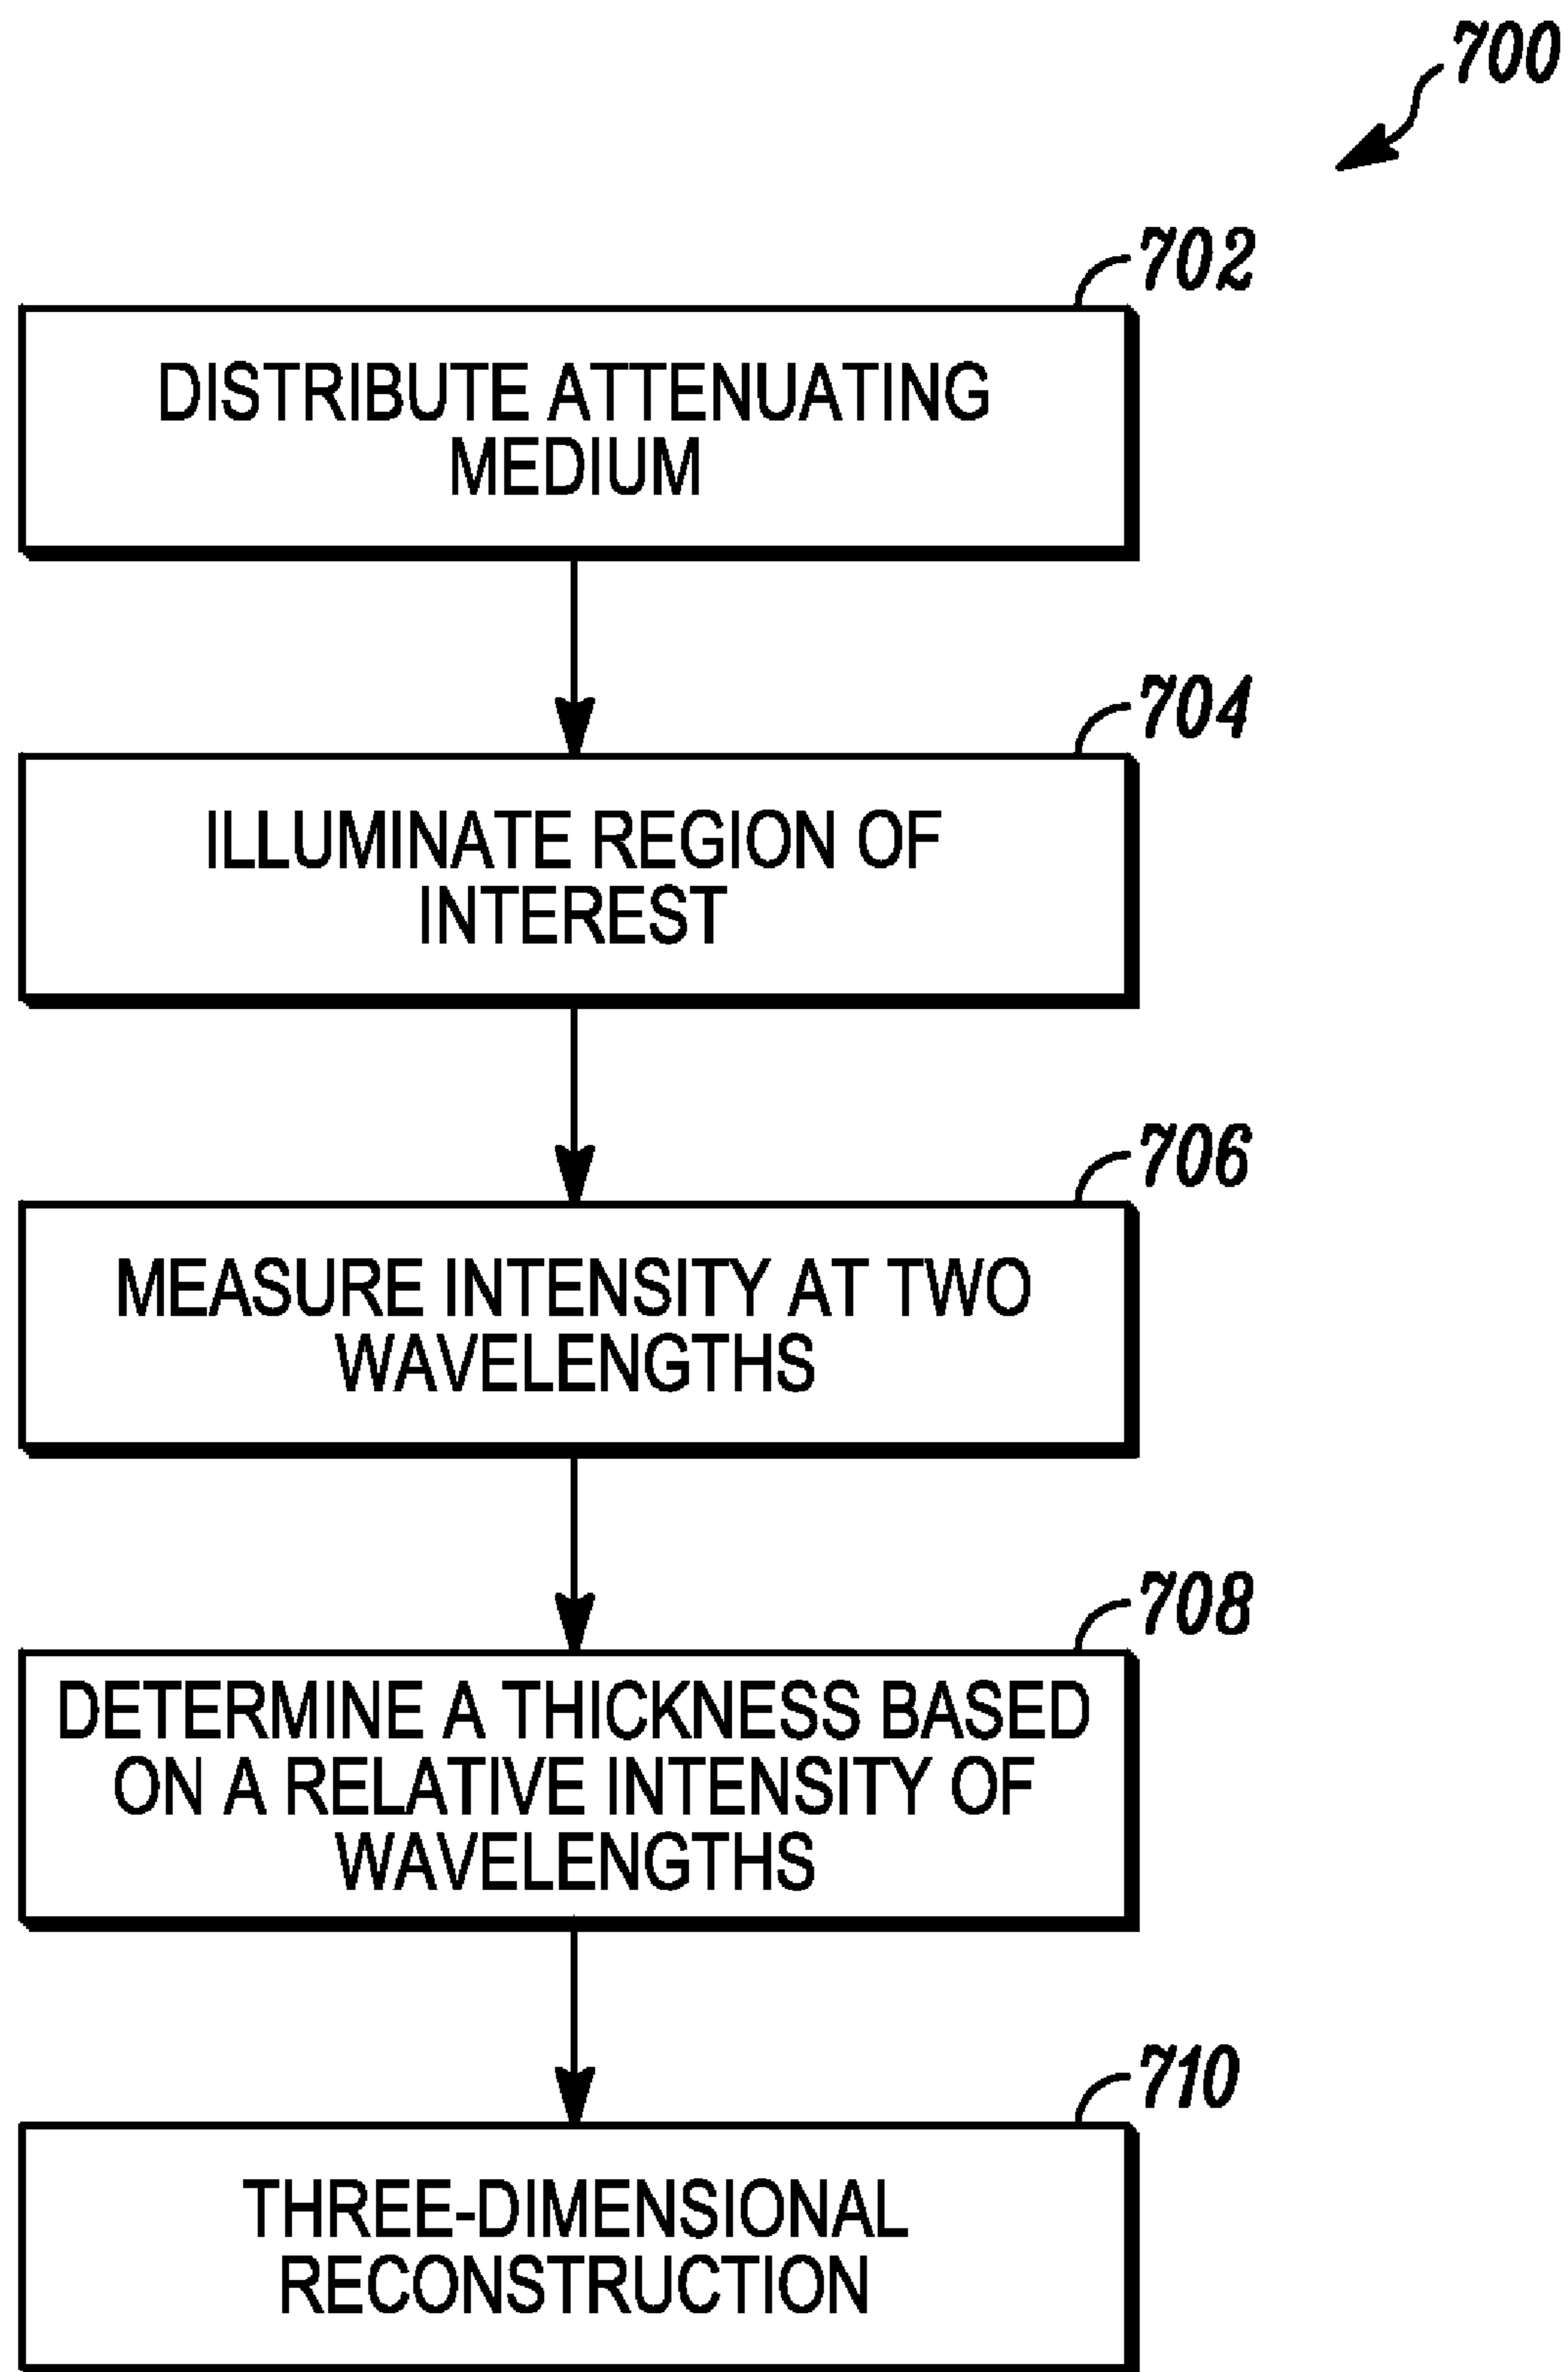 700
702
DISTRIBUTE ATTENUATING
MEDIUM
704
ILLUMINATE REGION OF
INTEREST
706
MEASURE INTENSITY AT TWO
WAVELENGTHS
708
DETERMINE A THICKNESS BASED
ON A RELATIVE INTENSITY OF
WAVELENGTHS
710
THREE-DIMENSIONAL
RECONSTRUCTION